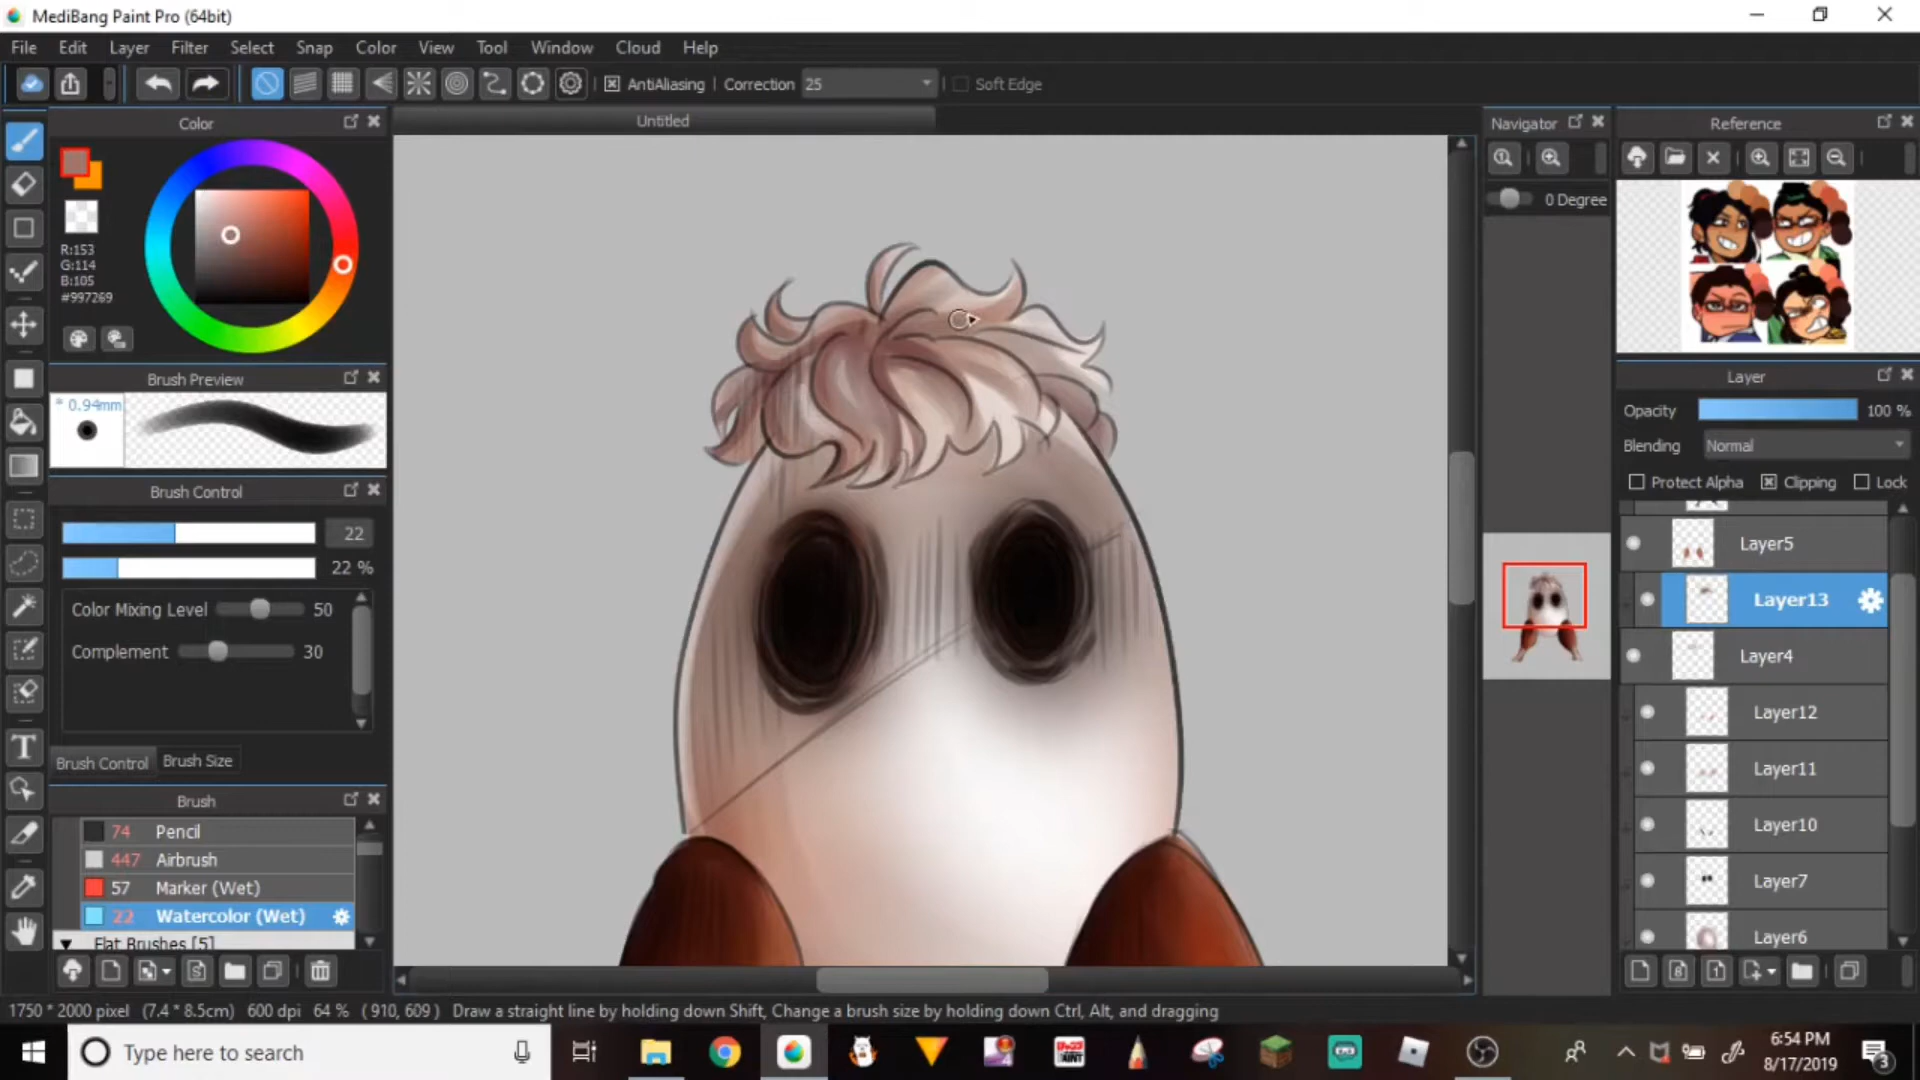 MediBang Paint Pro (64bit)
File Edit Layer Filter Select Snap Color View Tool Window Cloud Help
AntiAliasing Correction 25 Soft Edge
Color
Untitled
Navigator
Reference
R:153
G:114
B:105
#997269
0 Degree
Brush Preview
* 0.94mm
Layer
Opacity 100 %
Blending Normal
Protect Alpha Clipping Lock
Brush Control
22
22 %
Color Mixing Level 50
Complement 30
Brush Control Brush Size
Brush
74 Pencil
447 Airbrush
57 Marker (Wet)
22 Watercolor (Wet)
Flat Brushes [5]
Layer5
Layer13
Layer4
Layer12
Layer11
Layer10
Layer7
Layer6
1750 * 2000 pixel (7.4 * 8.5cm) 600 dpi 64 % ( 910, 609 ) Draw a straight line by holding down Shift, Change a brush size by holding down Ctrl, Alt, and dragging
Type here to search
6:54 PM
8/17/2019
3